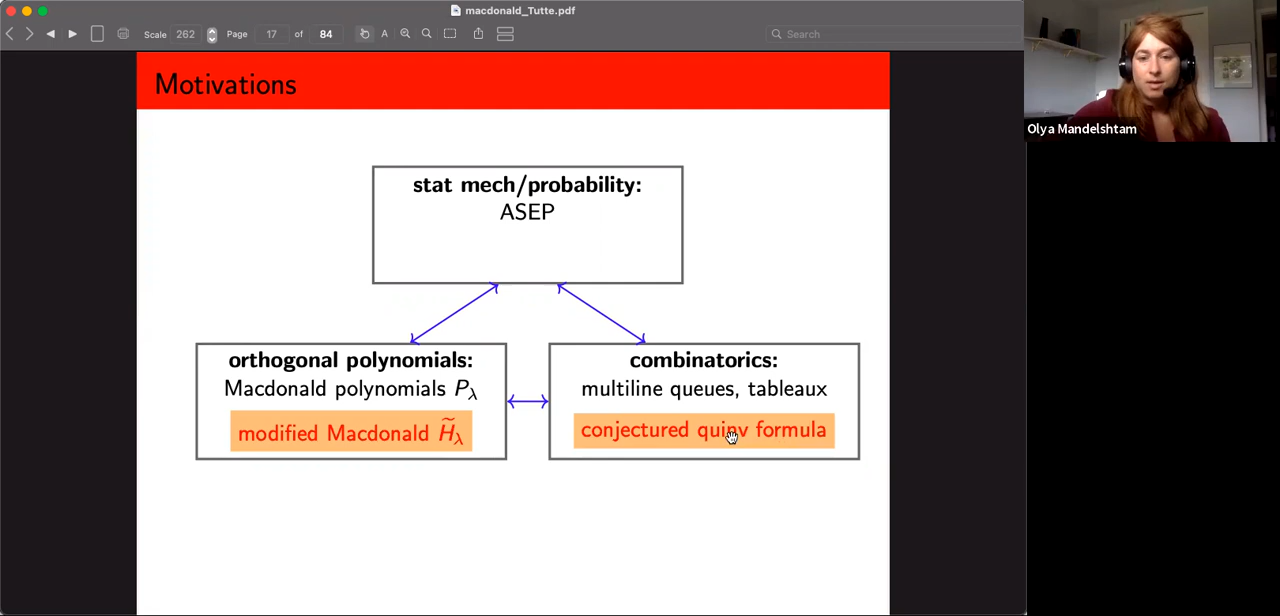 macdonald_Tutte.pdf
Scale 262 Page 17 of 84 A Search
Motivations
stat mech/probability:
ASEP
orthogonal polynomials:
Macdonald polynomials Pλ
modified Macdonald H̃λ
combinatorics:
multiline queues, tableaux
conjectured quinv formula
Olya Mandelshtam